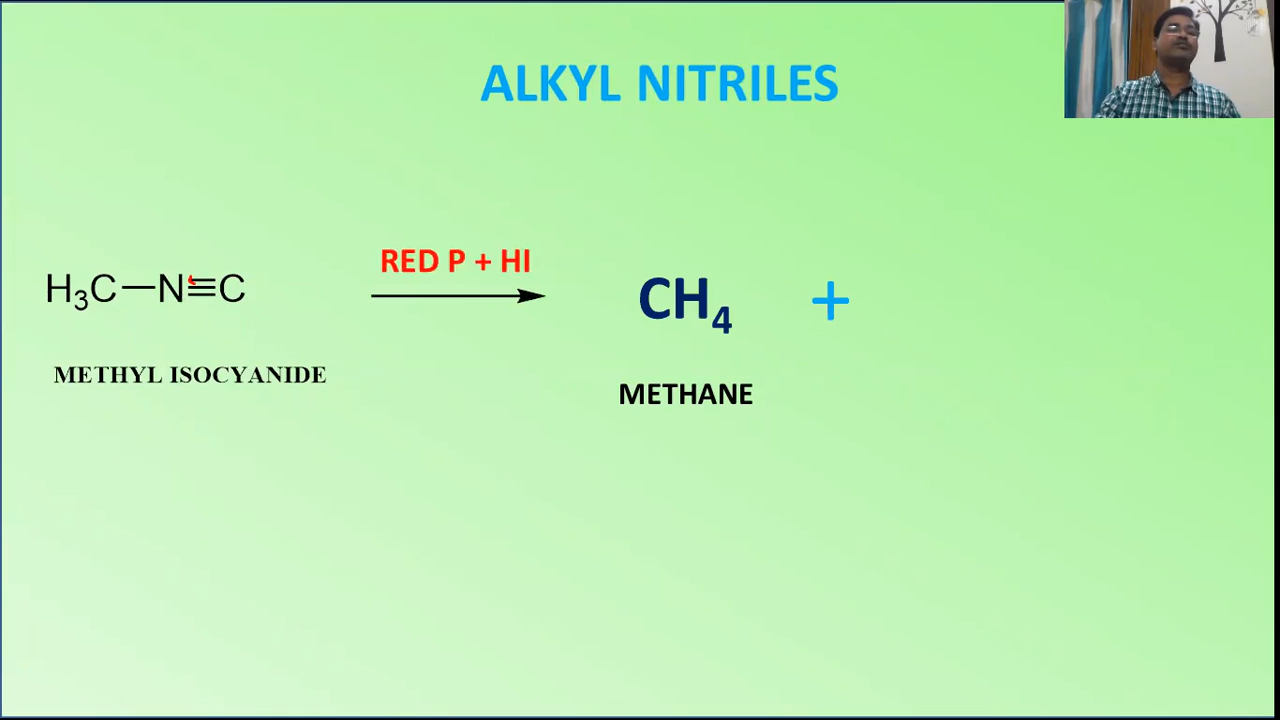 ALKYL NITRILES
RED P + HI
H₃C—N≡C
CH₄ +
METHYL ISOCYANIDE
METHANE